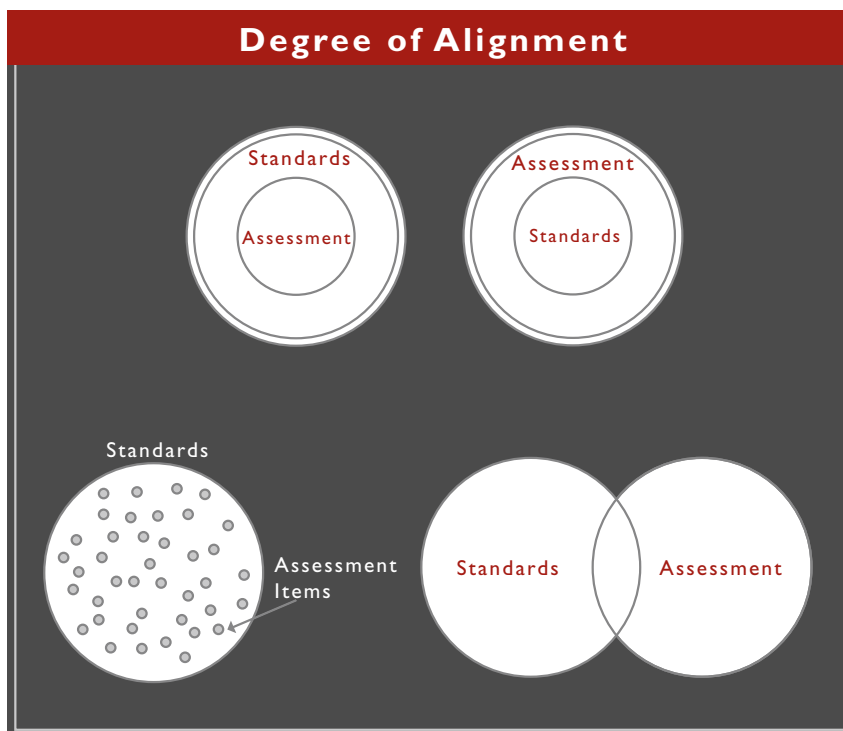 Degree of Alignment
Standards
Assessment
Assessment
Standards
Standards
Assessment
Items
Standards
Assessment